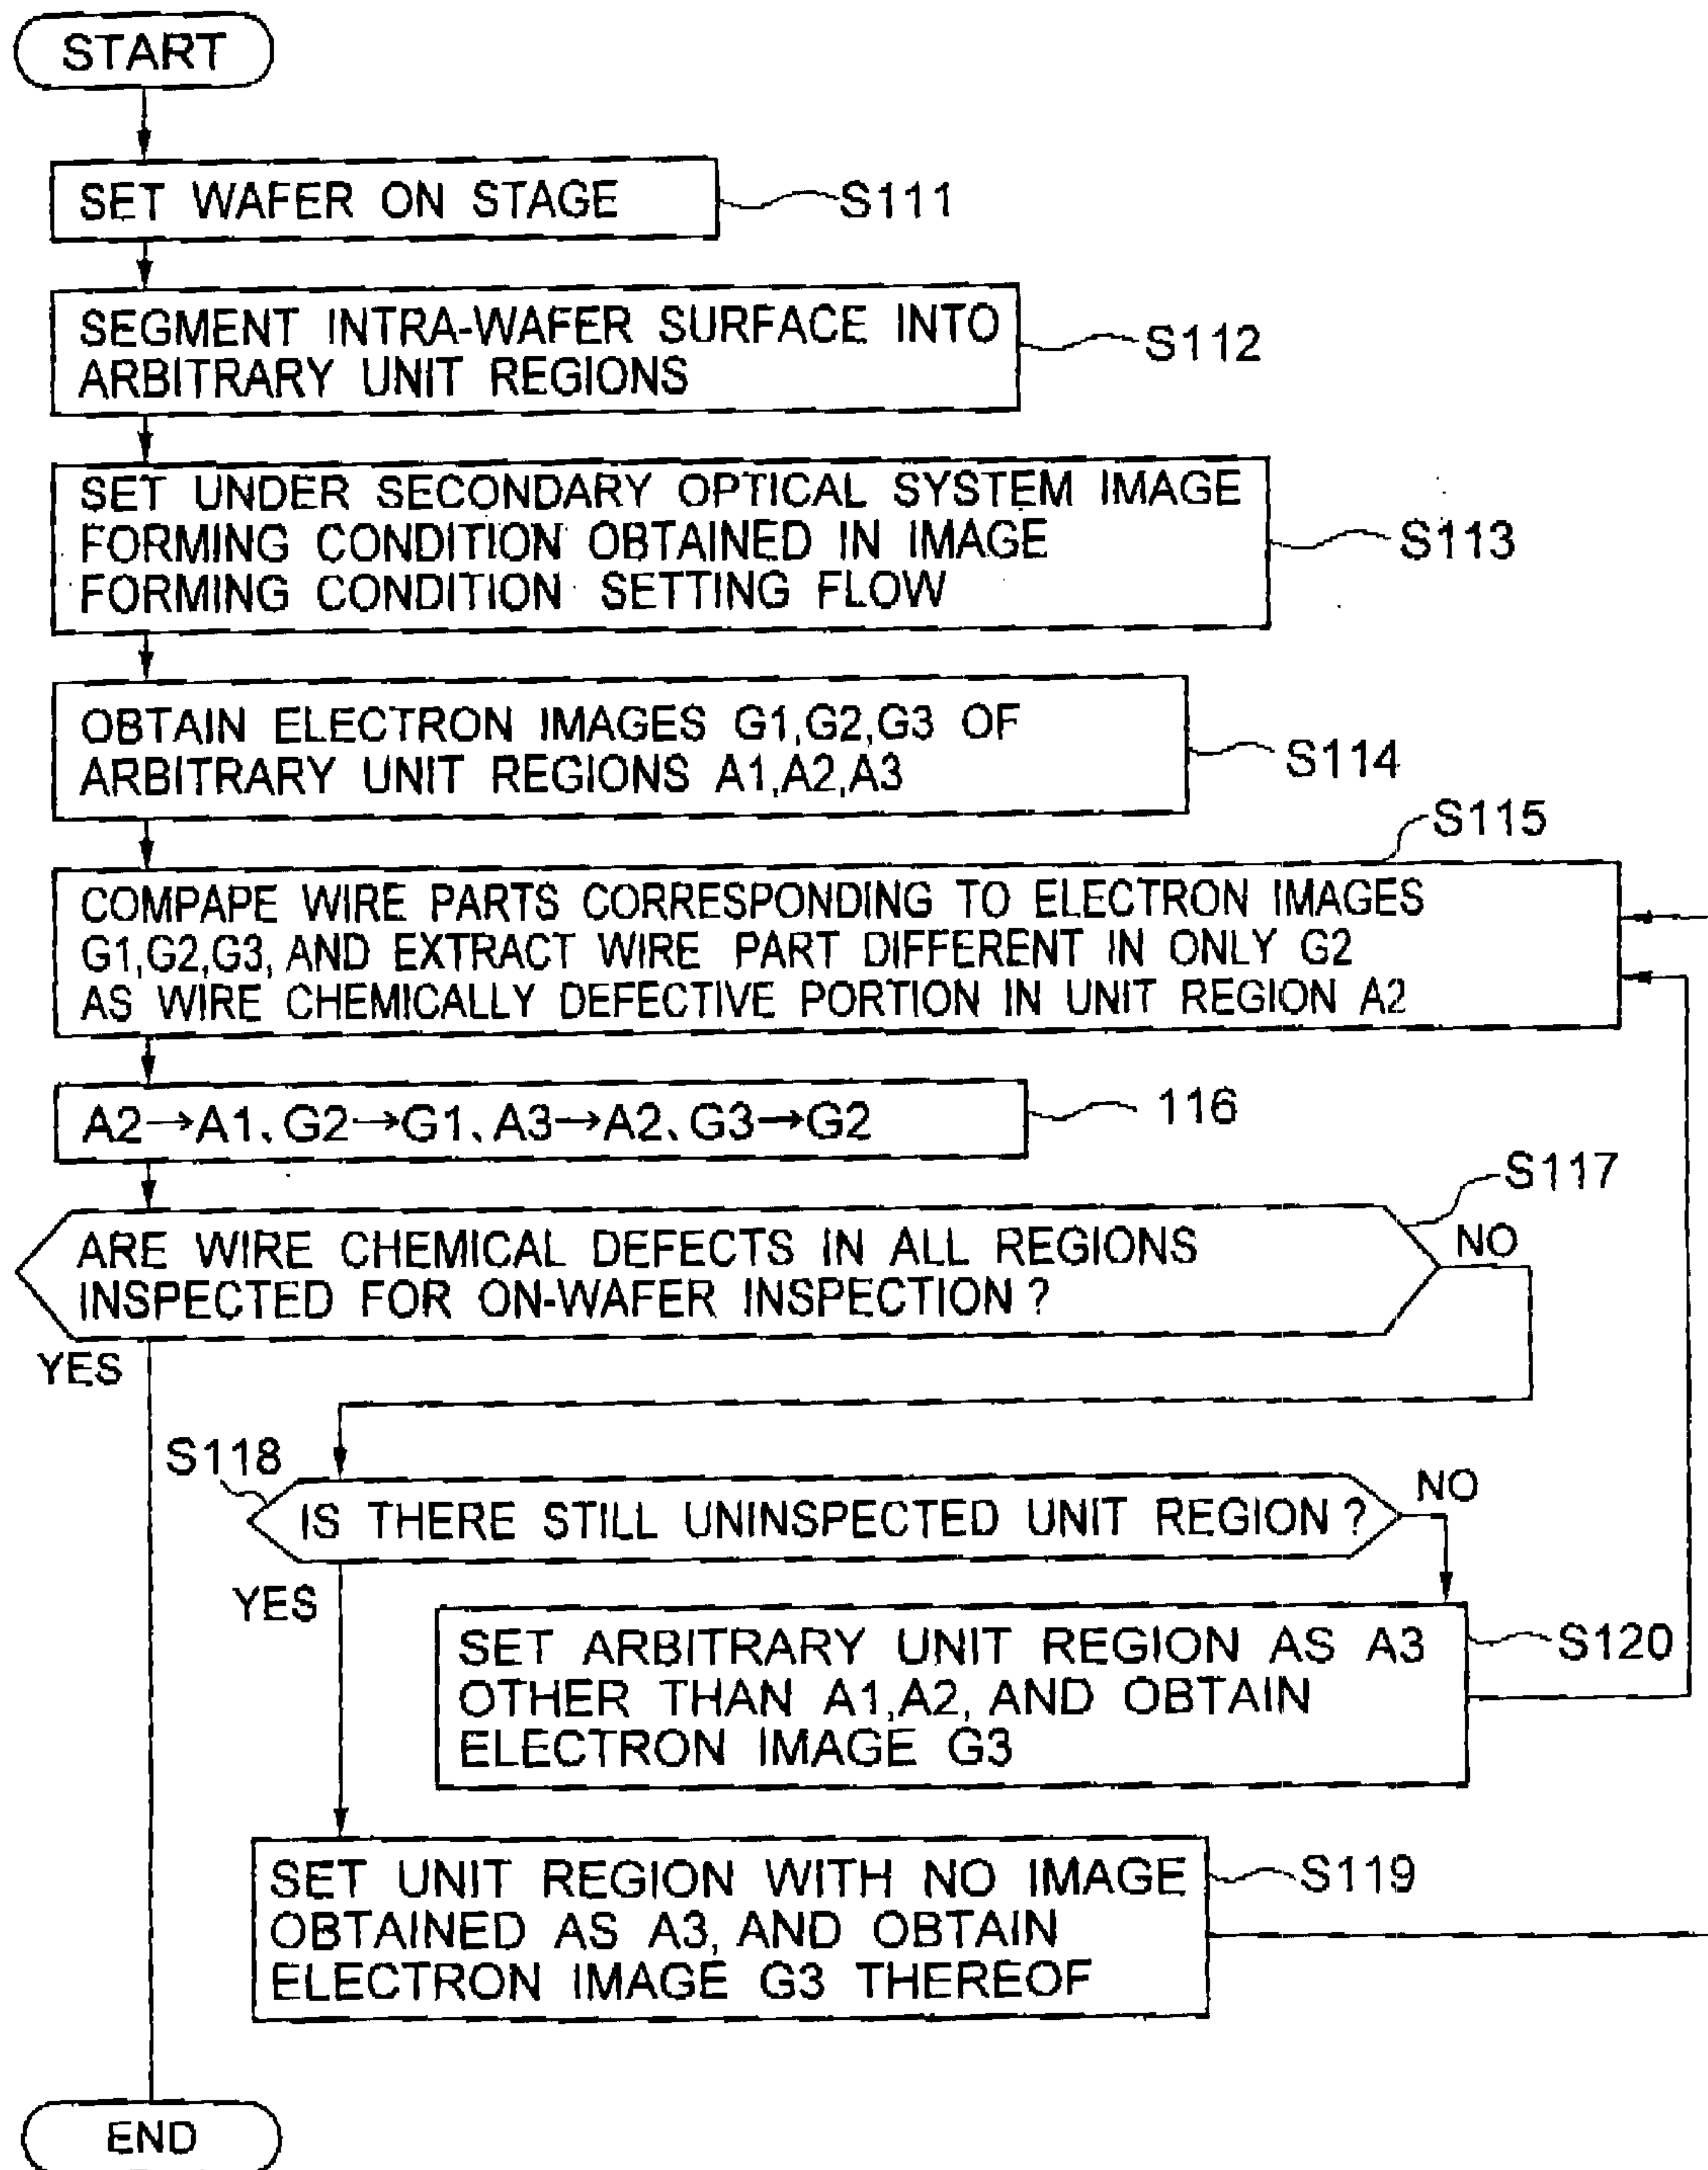 START
SET WAFER ON STAGE
S111
SEGMENT INTRA-WAFER SURFACE INTO
ARBITRARY UNIT REGIONS
S112
SET UNDER SECONDARY OPTICAL SYSTEM IMAGE
FORMING CONDITION OBTAINED IN IMAGE
FORMING CONDITION SETTING FLOW
S113
OBTAIN ELECTRON IMAGES G1,G2,G3 OF
ARBITRARY UNIT REGIONS A1,A2,A3
S114
S115
COMPAPE WIRE PARTS CORRESPONDING TO ELECTRON IMAGES
G1,G2,G3, AND EXTRACT WIRE PART DIFFERENT IN ONLY G2
AS WIRE CHEMICALLY DEFECTIVE PORTION IN UNIT REGION A2
A2→A1、G2→G1、A3→A2、G3→G2
116
S117
ARE WIRE CHEMICAL DEFECTS IN ALL REGIONS
INSPECTED FOR ON-WAFER INSPECTION ?
NO
YES
S118
IS THERE STILL UNINSPECTED UNIT REGION ?
NO
YES
SET ARBITRARY UNIT REGION AS A3
OTHER THAN A1,A2, AND OBTAIN
ELECTRON IMAGE G3
S120
SET UNIT REGION WITH NO IMAGE
OBTAINED AS A3, AND OBTAIN
ELECTRON IMAGE G3 THEREOF
S119
END